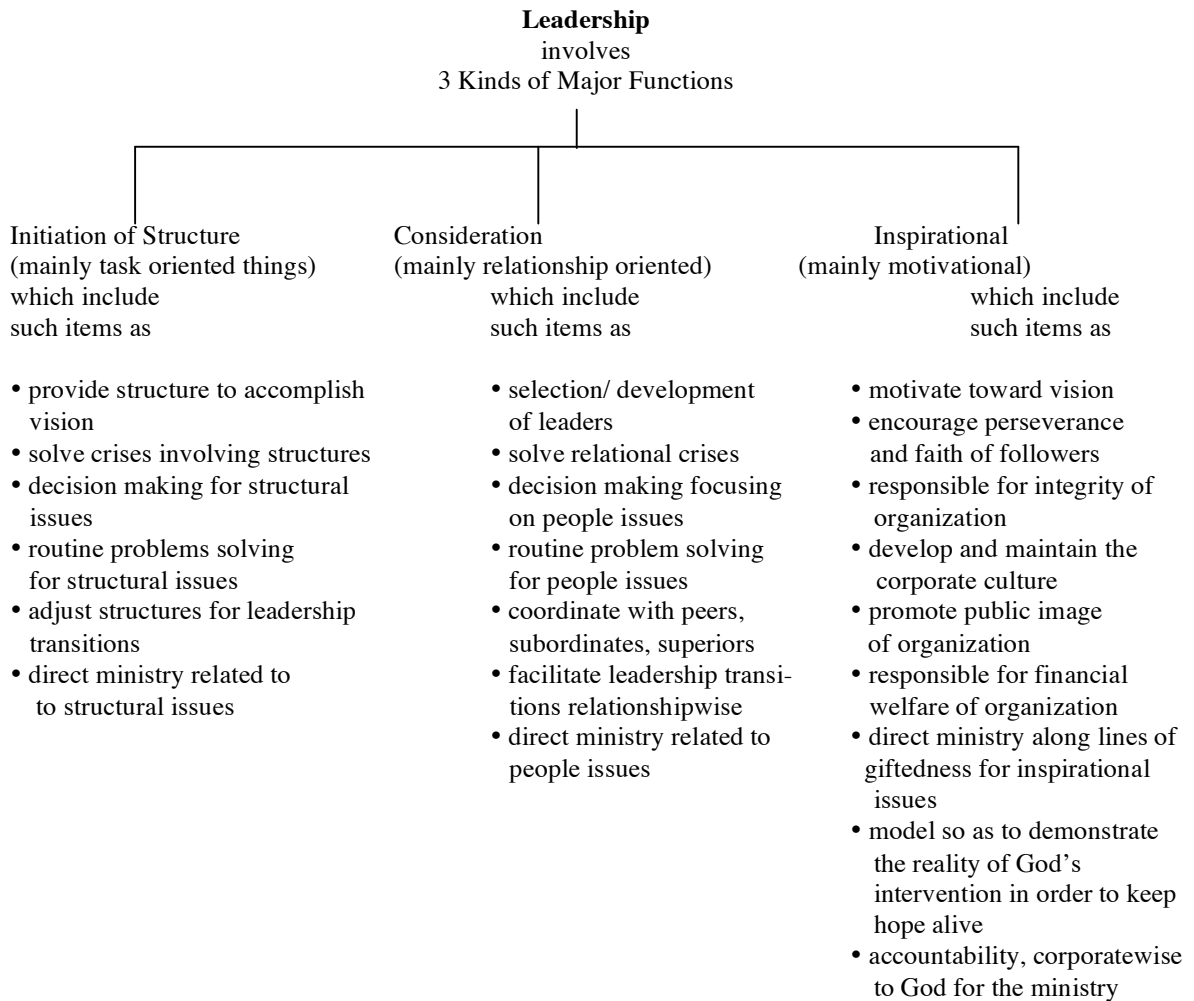 Leadership
involves
3 Kinds of Major Functions
Initiation of Structure
(mainly task oriented things)
which include
such items as
• provide structure to accomplish
vision
• solve crises involving structures
• decision making for structural
issues
• routine problems solving
for structural issues
• adjust structures for leadership
transitions
• direct ministry related to
to structural issues
Consideration
(mainly relationship oriented)
which include
such items as
• selection/ development
of leaders
• solve relational crises
• decision making focusing
on people issues
• routine problem solving
for people issues
• coordinate with peers,
subordinates, superiors
• facilitate leadership transi-
tions relationshipwise
• direct ministry related to
people issues
Inspirational
(mainly motivational)
which include
such items as
• motivate toward vision
• encourage perseverance
and faith of followers
• responsible for integrity of
organization
• develop and maintain the
corporate culture
• promote public image
of organization
• responsible for financial
welfare of organization
• direct ministry along lines of
giftedness for inspirational
issues
• model so as to demonstrate
the reality of God’s
intervention in order to keep
hope alive
• accountability, corporatewise
to God for the ministry